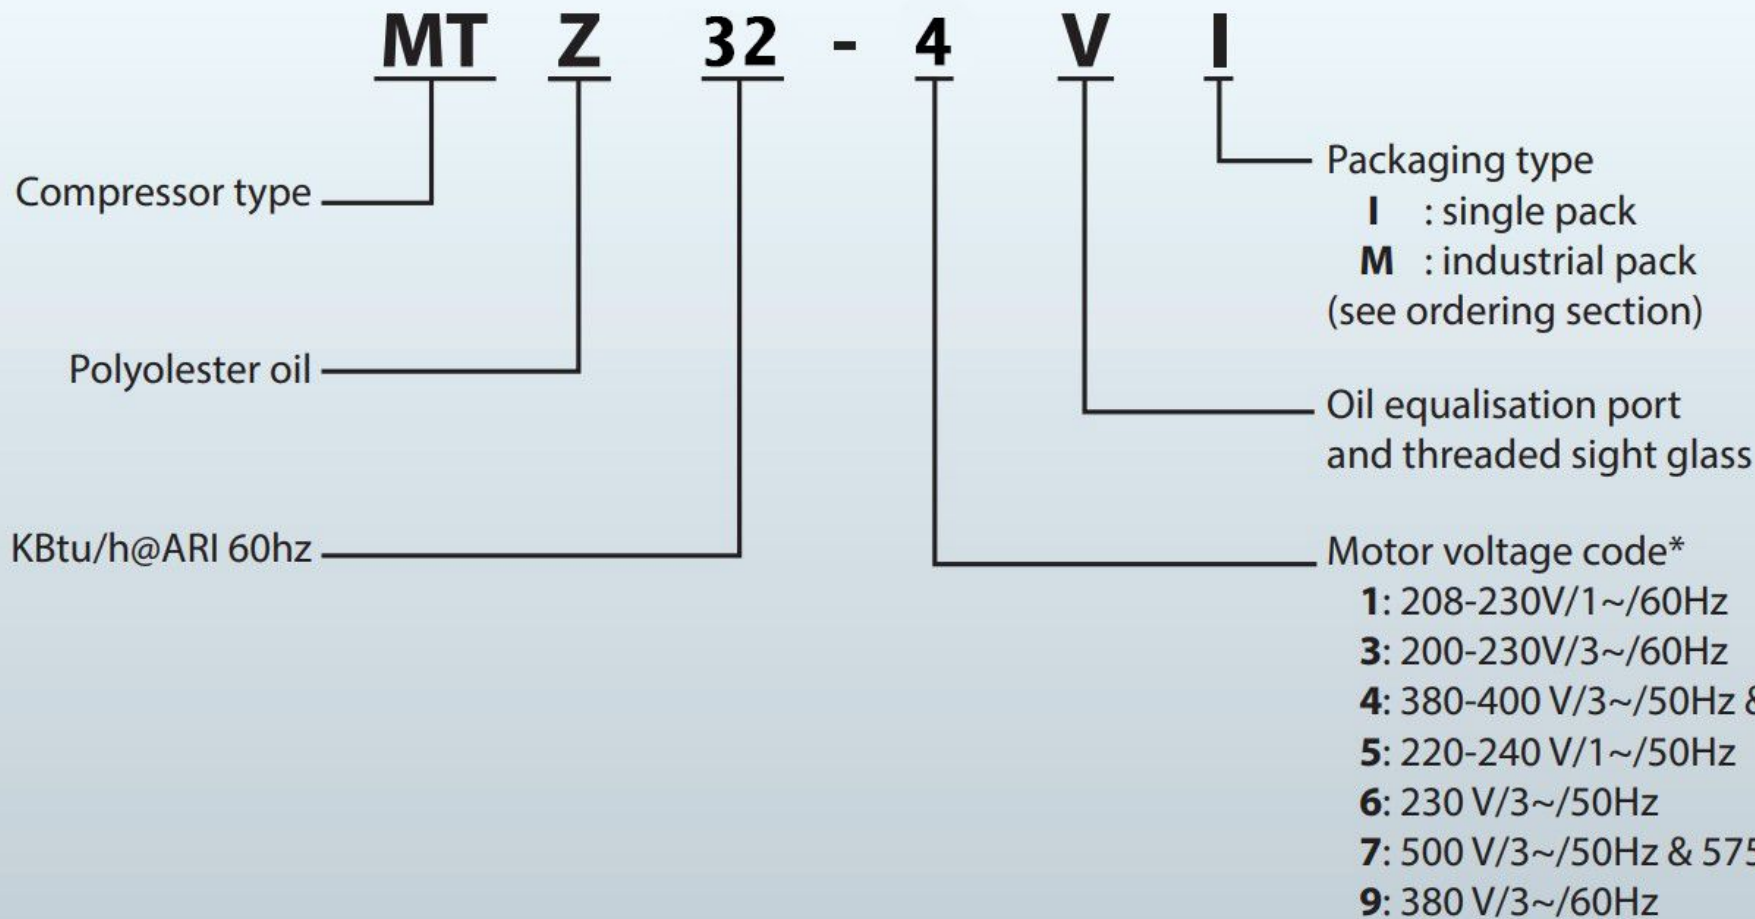 MT Z 32 - 4 V I
Compressor type
Polyolester oil
KBtu/h@ARI 60hz
Packaging type
I : single pack
M : industrial pack
(see ordering section)
Oil equalisation port
and threaded sight glass
Motor voltage code*
1: 208-230V/1~/60Hz
3: 200-230V/3~/60Hz
4: 380-400 V/3~/50Hz &
5: 220-240 V/1~/50Hz
6: 230 V/3~/50Hz
7: 500 V/3~/50Hz & 575
9: 380 V/3~/60Hz